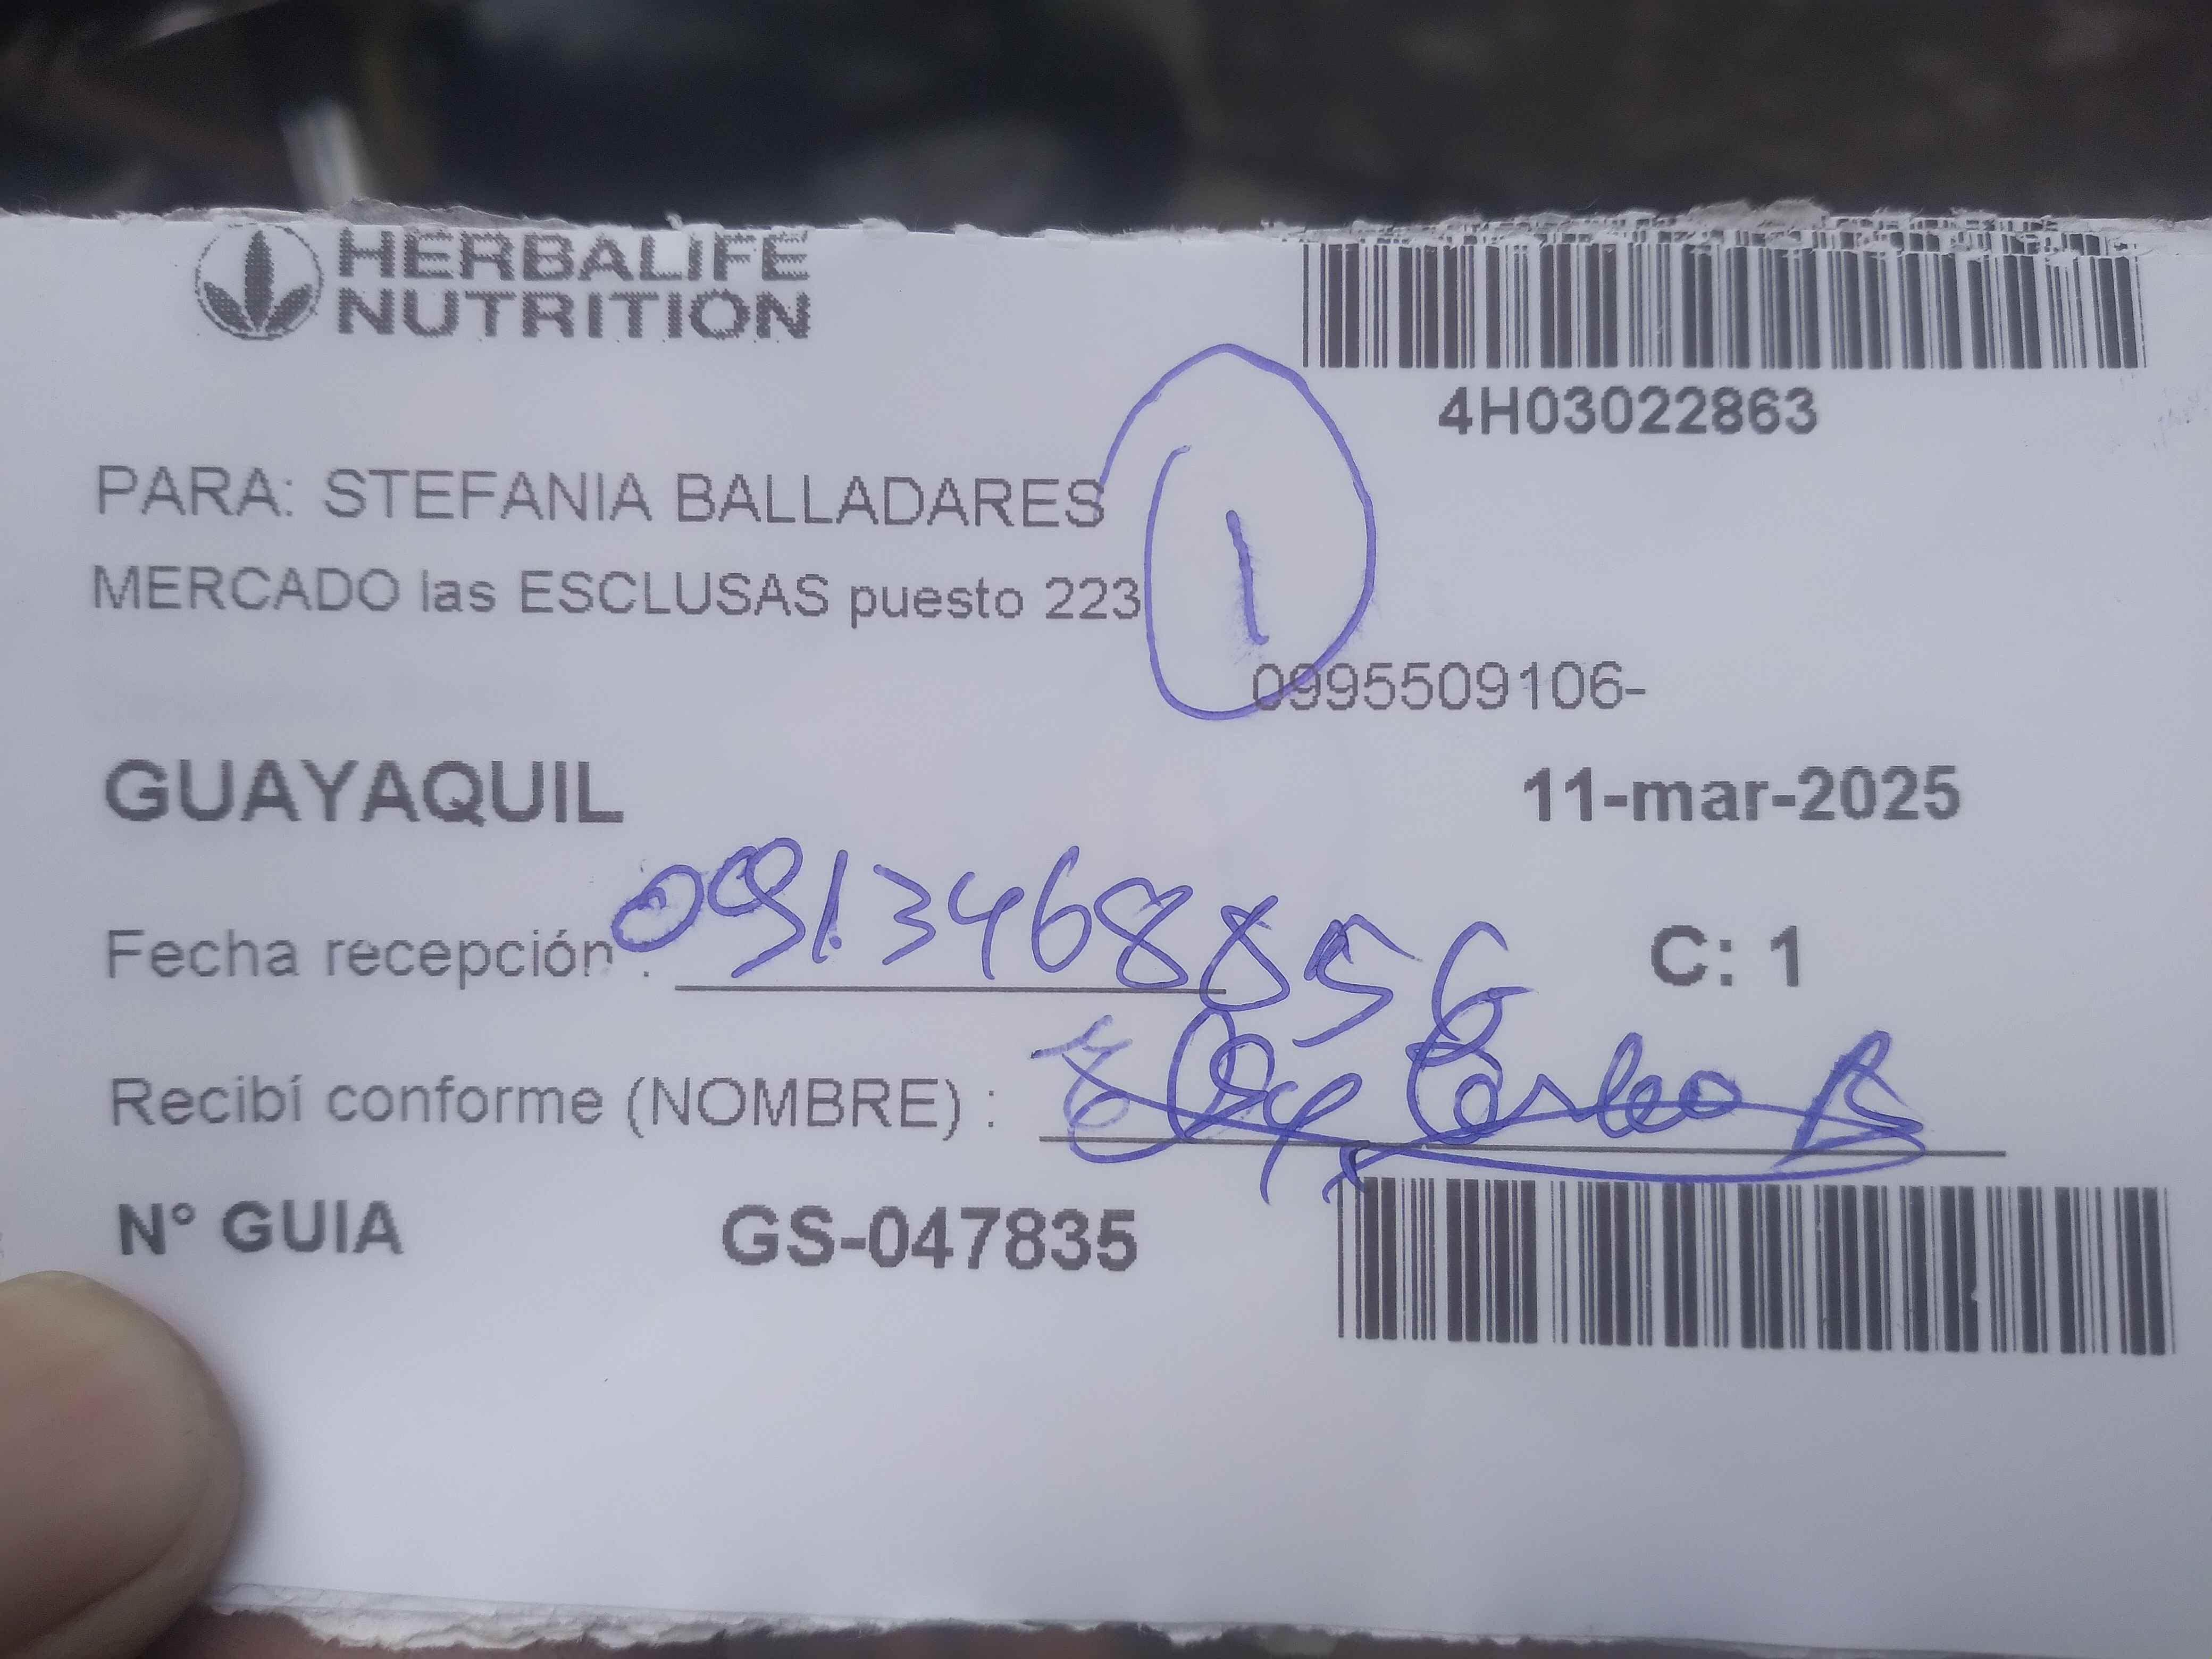 HERBALIFE
NUTRITION
4H03022863
PARA: STEFANIA BALLADARES
1
MERCADO las ESCLUSAS puesto 223
0995509106-
GUAYAQUIL
11-mar-2025
Fecha recepción : 0913468856
C: 1
Recibí conforme (NOMBRE) :
N° GUIA GS-047835